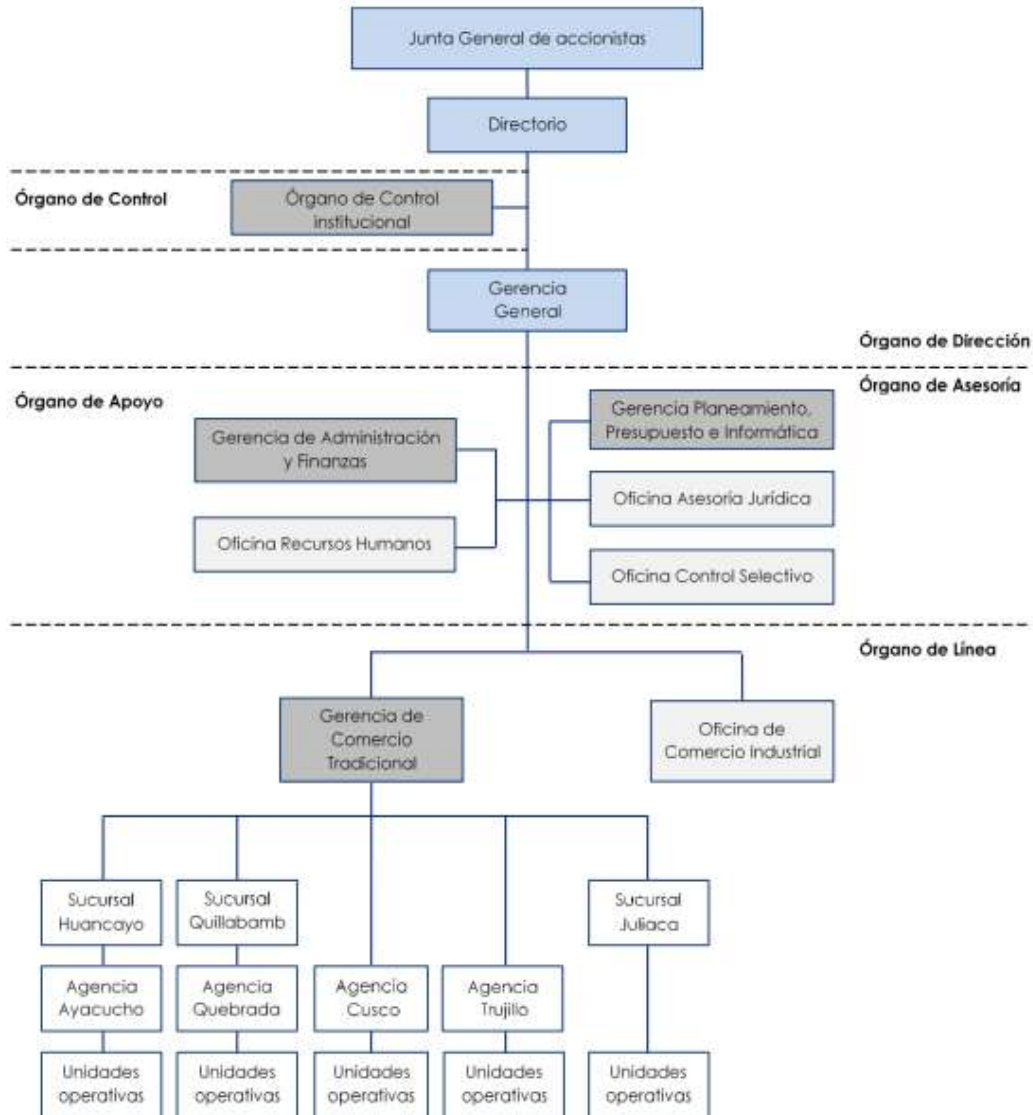 Junta General de accionistas
Directorio
Órgano de Control
Órgano de Control
institucional
Gerencia
General
Órgano de Dirección
Órgano de Asesoría
Órgano de Apoyo
Gerencia Planeamiento,
Presupuesto e Informática
Gerencia de Administración
y Finanzas
Oficina Asesoría Jurídica
Oficina Recursos Humanos
Oficina Control Selectivo
Órgano de Línea
Gerencia de
Comercio
Tradicional
Oficina de
Comercio Industrial
Sucursal
Huancayo
Sucursal
Quillabamb
Sucursal
Juliaca
Agencia
Ayacucho
Agencia
Quebrada
Agencia
Cusco
Agencia
Trujillo
Unidades
operativas
Unidades
operativas
Unidades
operativas
Unidades
operativas
Unidades
operativas